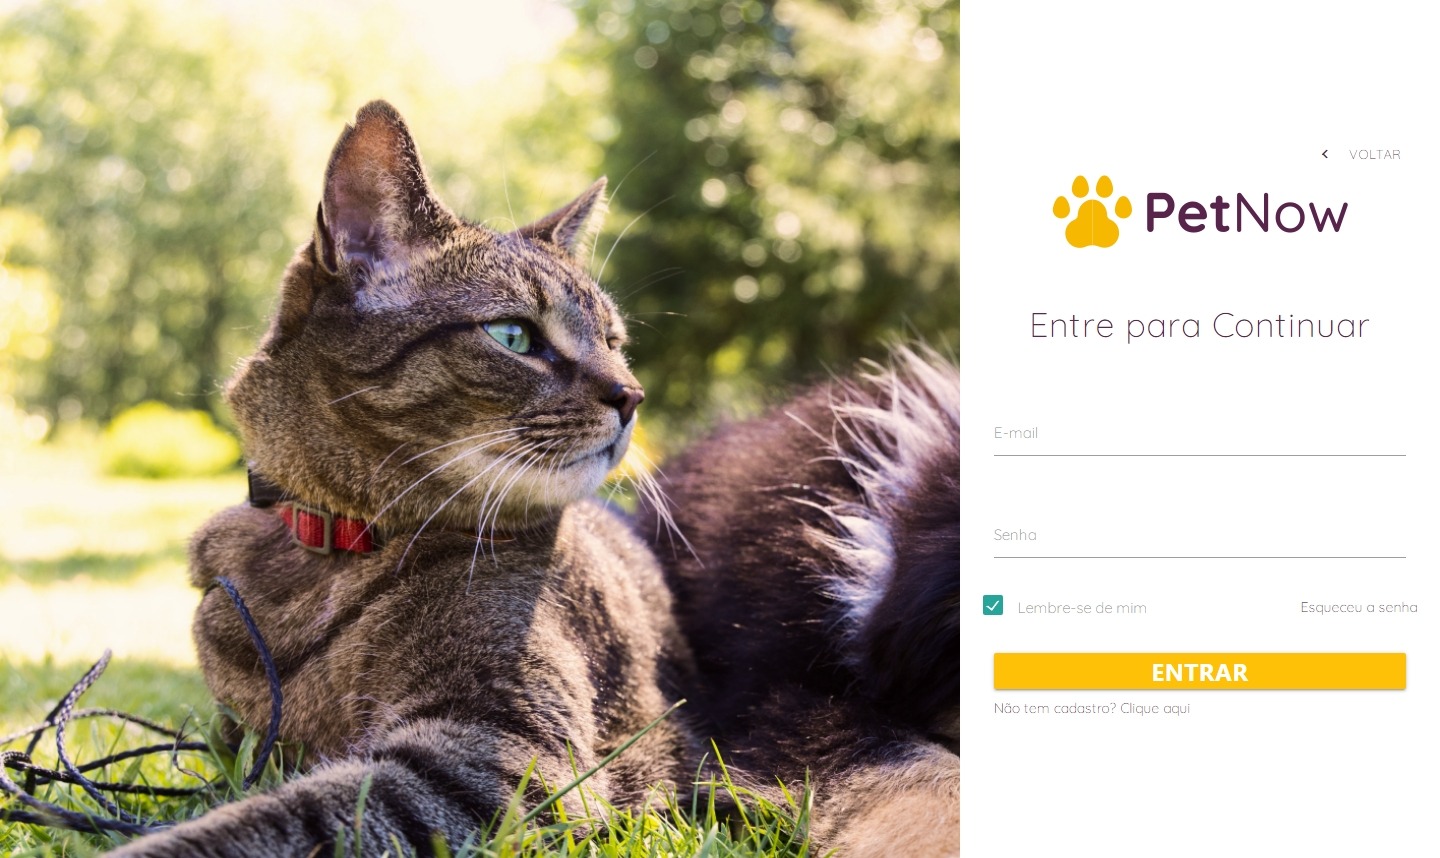 VOLTAR
PetNow
Entre para Continuar
E-mail
Senha
Lembre-se de mim
Esqueceu a senha
ENTRAR
Não tem cadastro? Clique aqui